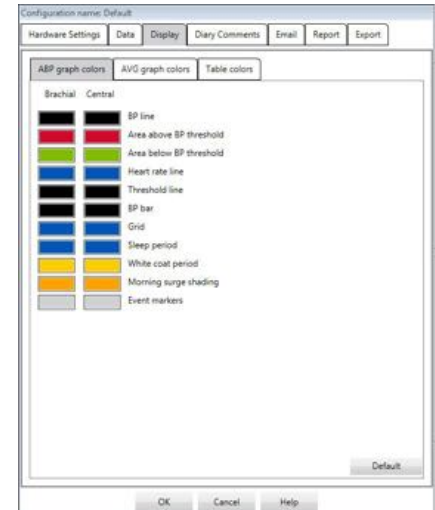 Configuration name: Default
Hardware Settings Data Display Diary Comments Email Report Export
ABP graph colors AVG graph colors Table colors
Brachial Central
BP line
Area above BP threshold
Area below BP threshold
Heart rate line
Threshold line
BP bar
Grid
Sleep period
White coat period
Morning surge shading
Event markers
Default
OK Cancel Help